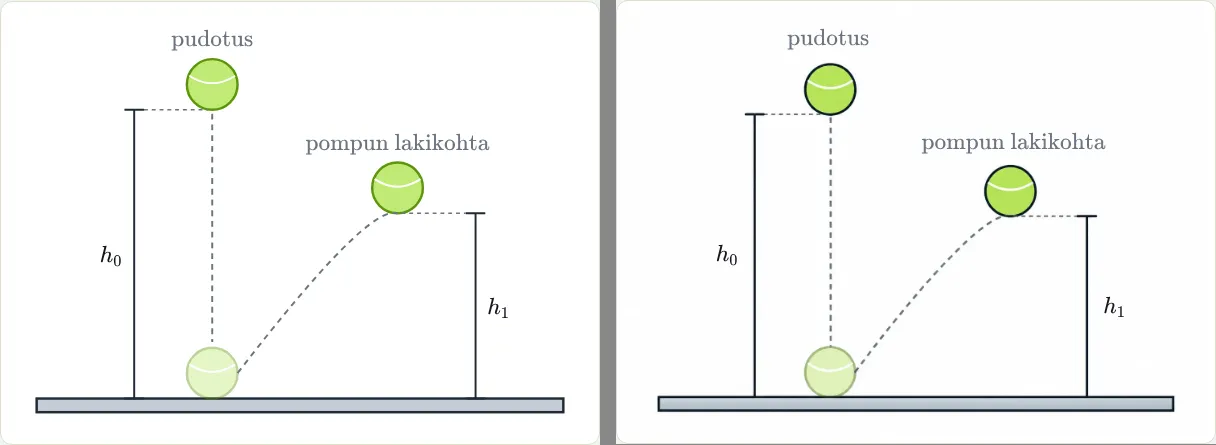 pudotus
pompun lakikohta
h₀
h₁
pudotus
pompun lakikohta
h₀
h₁